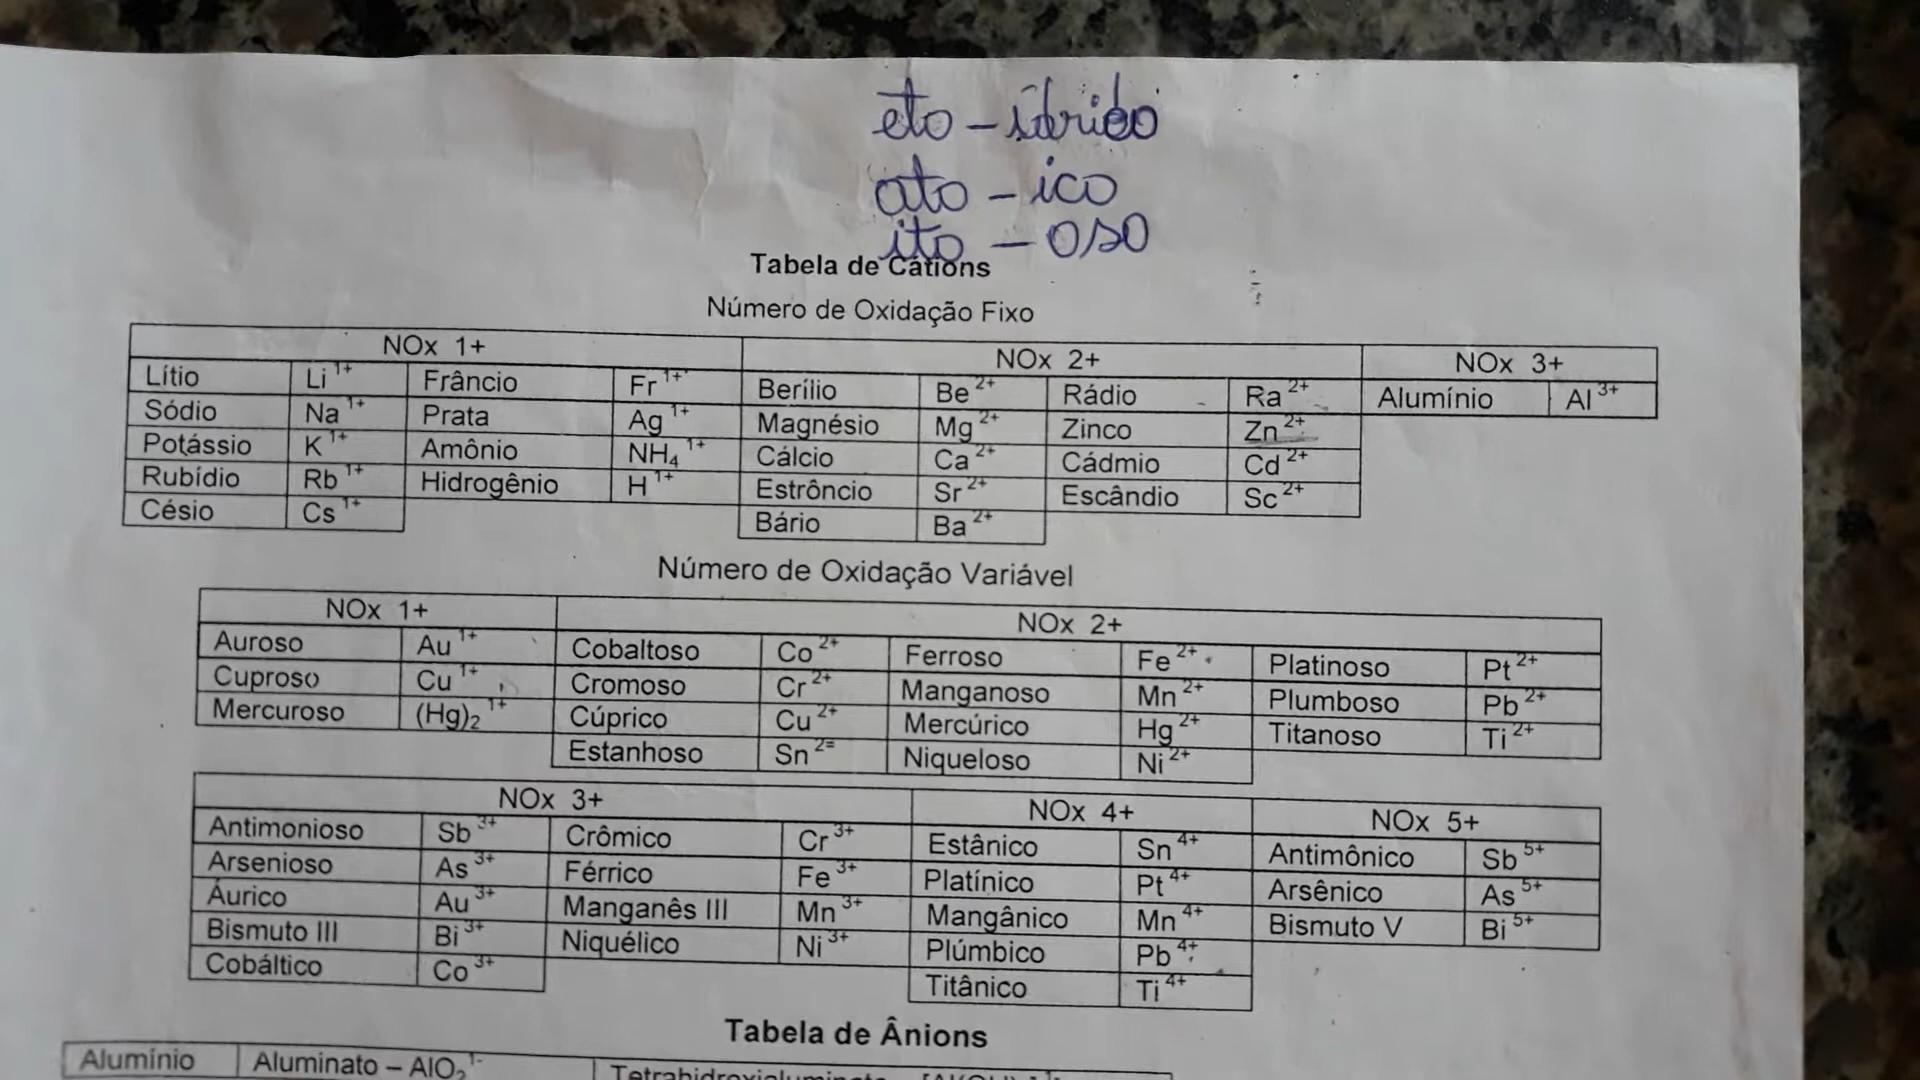 eto - ídrico
ato - ico
ito - oso
Tabela de Cátions
Número de Oxidação Fixo
NOx 1+ NOx 2+ NOx 3+
Lítio Li 1+ Frâncio Fr 1+ Berílio Be 2+ Rádio Ra 2+ Alumínio Al 3+
Sódio Na 1+ Prata Ag 1+ Magnésio Mg 2+ Zinco Zn 2+
Potássio K 1+ Amônio NH4 1+ Cálcio Ca 2+ Cádmio Cd 2+
Rubídio Rb 1+ Hidrogênio H 1+ Estrôncio Sr 2+ Escândio Sc 2+
Césio Cs 1+ Bário Ba 2+
Número de Oxidação Variável
NOx 1+ NOx 2+
Auroso Au 1+ Cobaltoso Co 2+ Ferroso Fe 2+ Platinoso Pt 2+
Cuproso Cu 1+ Cromoso Cr 2+ Manganoso Mn 2+ Plumboso Pb 2+
Mercuroso (Hg)2 1+ Cúprico Cu 2+ Mercúrico Hg 2+ Titanoso Ti 2+
Estanhoso Sn 2= Niqueloso Ni 2+
NOx 3+ NOx 4+ NOx 5+
Antimonioso Sb 3+ Crômico Cr 3+ Estânico Sn 4+ Antimônico Sb 5+
Arsenioso As 3+ Férrico Fe 3+ Platínico Pt 4+ Arsênico As 5+
Áurico Au 3+ Manganês III Mn 3+ Mangânico Mn 4+ Bismuto V Bi 5+
Bismuto III Bi 3+ Niquélico Ni 3+ Plúmbico Pb 4+
Cobáltico Co 3+ Titânico Ti 4+
Tabela de Ânions
Alumínio Aluminato – AlO2 1-